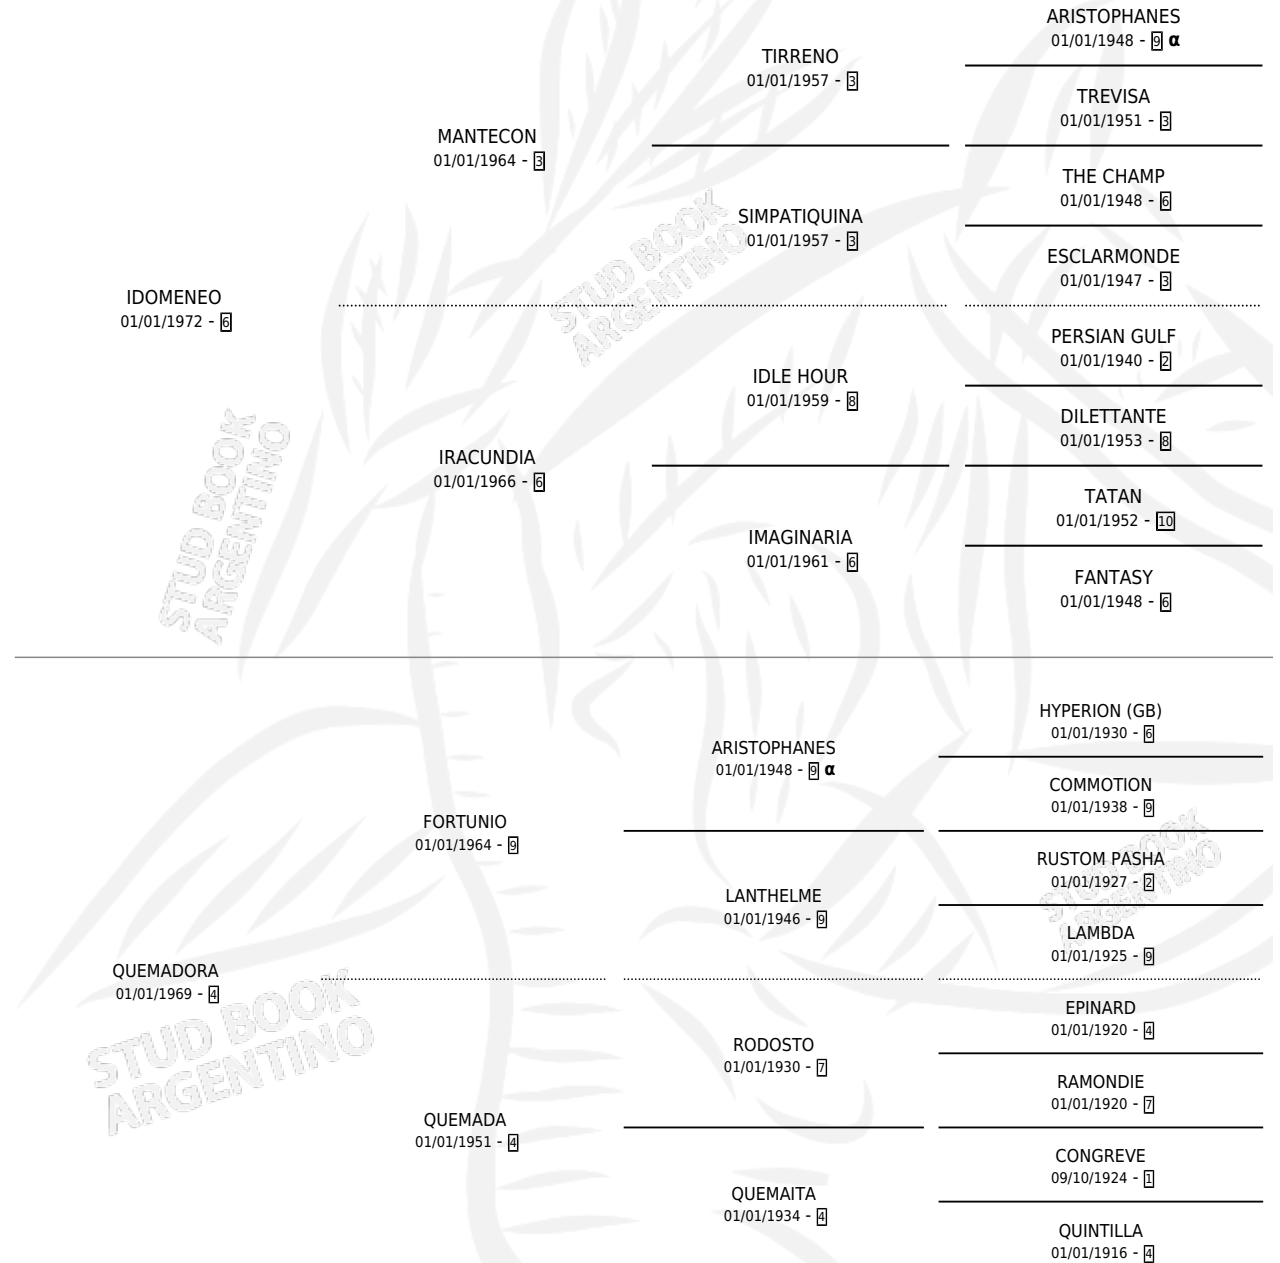 ARISTOPHANES
01/01/1948 - 9 α
TIRRENO
01/01/1957 - 3
TREVISA
01/01/1951 - 3
MANTECON
01/01/1964 - 3
THE CHAMP
01/01/1948 - 6
SIMPATIQUINA
01/01/1957 - 3
ESCLARMONDE
01/01/1947 - 3
STUD BOOK
ARGENTINO
IDOMENEO
01/01/1972 - 6
PERSIAN GULF
01/01/1940 - 2
IDLE HOUR
01/01/1959 - 8
DILETTANTE
01/01/1953 - 8
IRACUNDIA
01/01/1966 - 6
TATAN
01/01/1952 - 10
IMAGINARIA
01/01/1961 - 6
FANTASY
01/01/1948 - 6
STUD BOOK
ARGENTINO
HYPERION (GB)
01/01/1930 - 6
ARISTOPHANES
01/01/1948 - 9 α
COMMOTION
01/01/1938 - 9
FORTUNIO
01/01/1964 - 9
RUSTOM PASHA
01/01/1927 - 2
LANTHELME
01/01/1946 - 9
LAMBDA
01/01/1925 - 9
STUD BOOK
ARGENTINO
QUEMADORA
01/01/1969 - 4
EPINARD
01/01/1920 - 4
RODOSTO
01/01/1930 - 7
RAMONDIE
01/01/1920 - 7
STUD BOOK
ARGENTINO
QUEMADA
01/01/1951 - 4
CONGREVE
09/10/1924 - 1
QUEMAITA
01/01/1934 - 4
QUINTILLA
01/01/1916 - 4